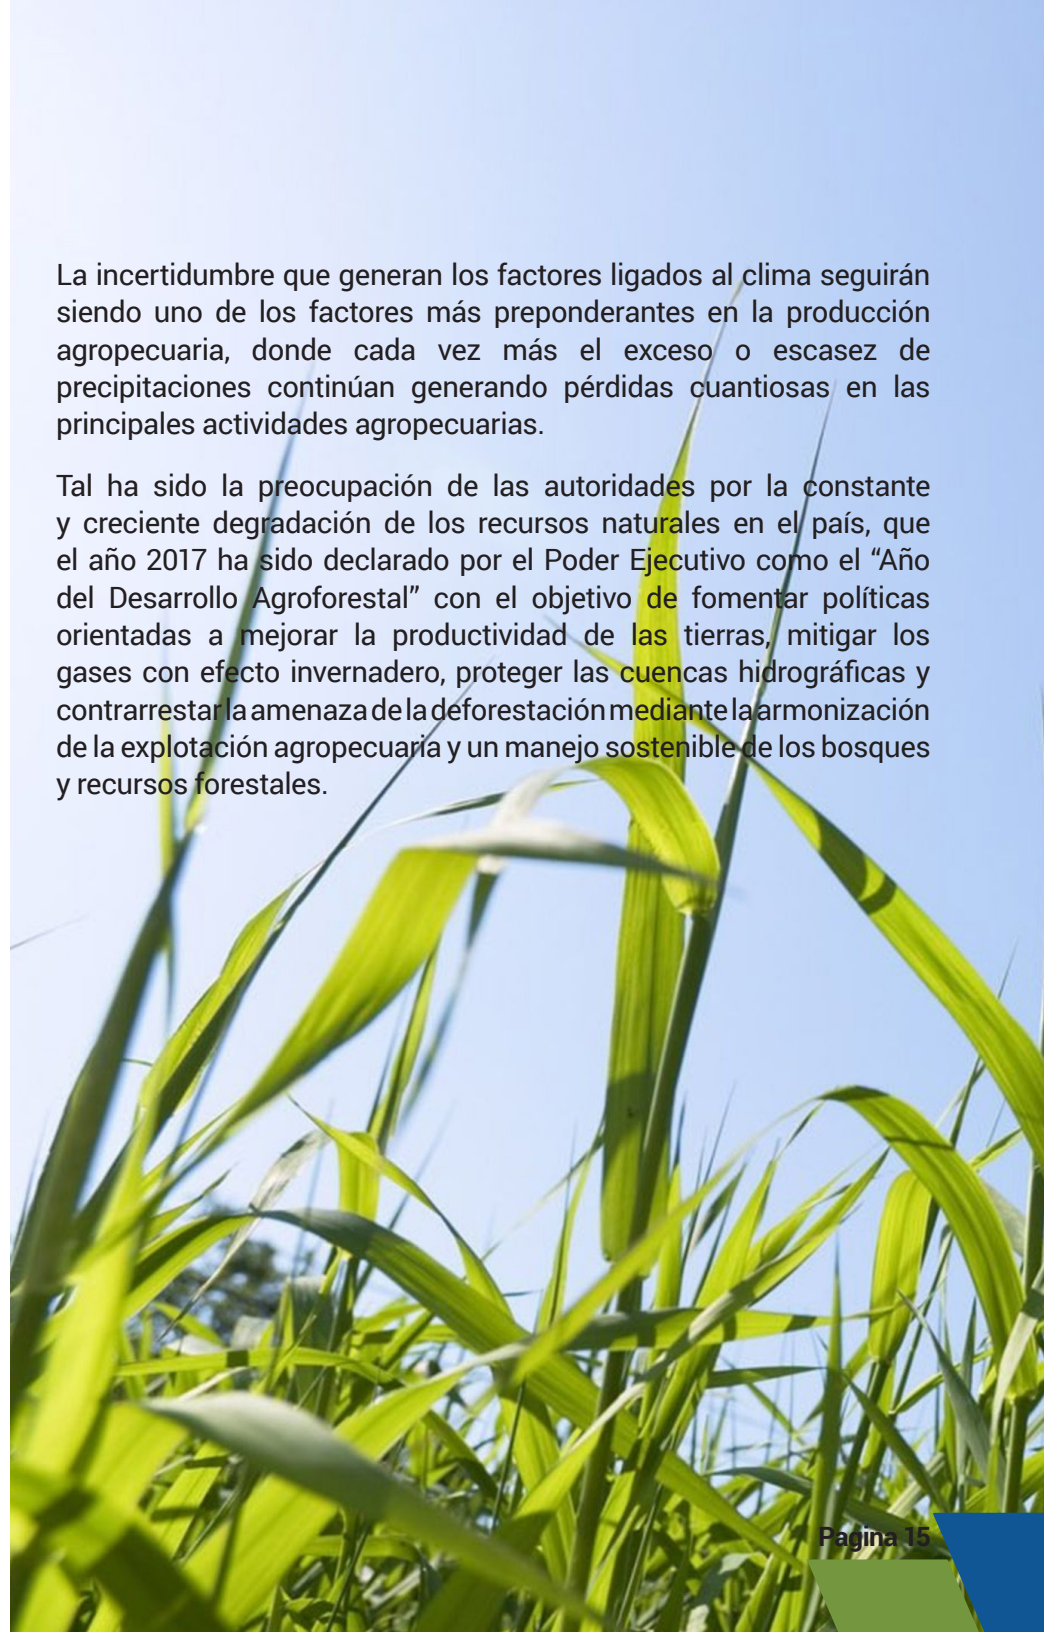 La incertidumbre que generan los factores ligados al clima seguirán
siendo uno de los factores más preponderantes en la producción
agropecuaria, donde cada vez más el exceso o escasez de
precipitaciones continúan generando pérdidas cuantiosas en las
principales actividades agropecuarias.
Tal ha sido la preocupación de las autoridades por la constante
y creciente degradación de los recursos naturales en el país, que
el año 2017 ha sido declarado por el Poder Ejecutivo como el “Año
del Desarrollo Agroforestal” con el objetivo de fomentar políticas
orientadas a mejorar la productividad de las tierras, mitigar los
gases con efecto invernadero, proteger las cuencas hidrográficas y
contrarrestar la amenaza de la deforestación mediante la armonización
de la explotación agropecuaria y un manejo sostenible de los bosques
y recursos forestales.
Pagina 15